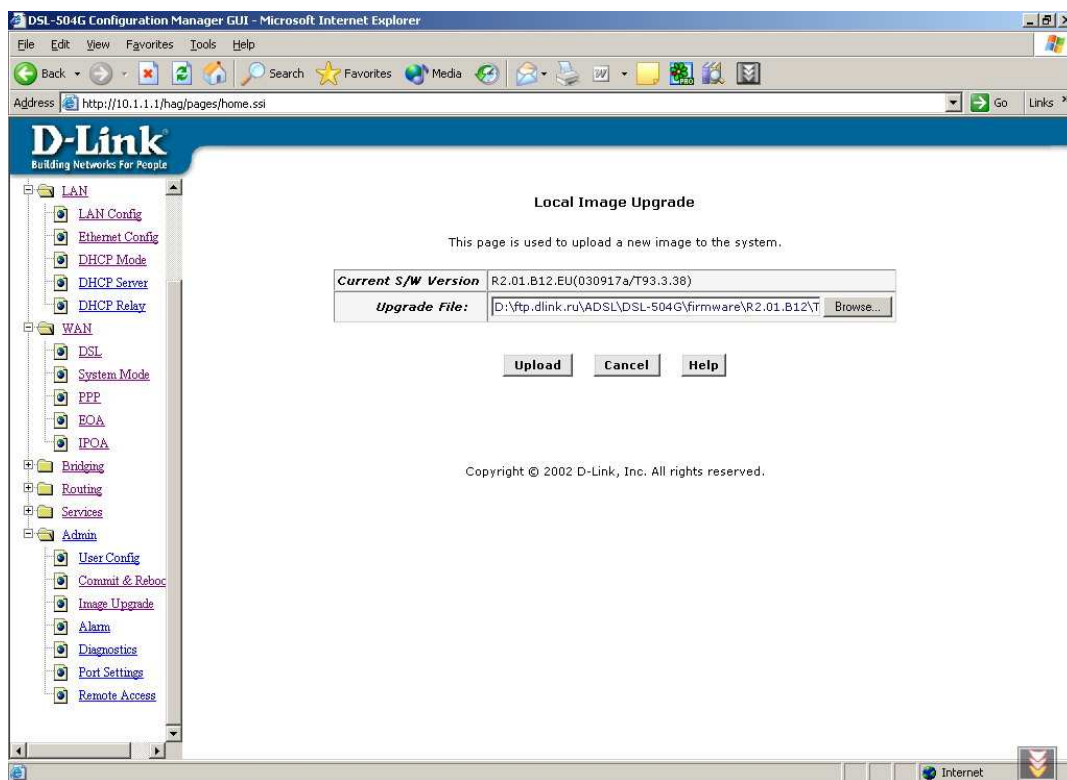 DSL-504G Configuration Manager GUI - Microsoft Internet Explorer
File Edit View Favorites Tools Help
Back Search Favorites Media
Address http://10.1.1.1/hag/pages/home.ssi Go Links
D-Link
Building Networks For People
LAN
LAN Config
Ethernet Config
DHCP Mode
DHCP Server
DHCP Relay
WAN
DSL
System Mode
PPP
EOA
IPOA
Bridging
Routing
Services
Admin
User Config
Commit & Reboo
Image Upgrade
Alarm
Diagnostics
Port Settings
Remote Access
Local Image Upgrade
This page is used to upload a new image to the system.
Current S/W Version R2.01.B12.EU(030917a/T93.3.38)
Upgrade File: D:\ftp.dlink.ru\ADSL\DSL-504G\firmware\R2.01.B12\T Browse...
Upload Cancel Help
Copyright © 2002 D-Link, Inc. All rights reserved.
Internet